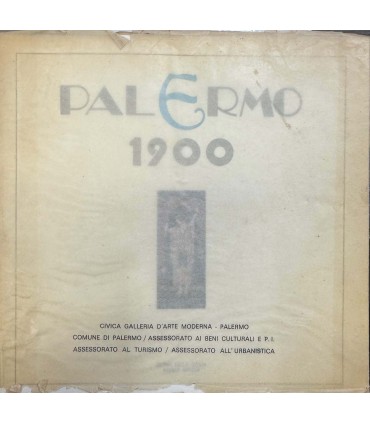 PALERMO
1900
CIVICA GALLERIA D'ARTE MODERNA - PALERMO
COMUNE DI PALERMO / ASSESSORATO AI BENI CULTURALI E P.I.
ASSESSORATO AL TURISMO / ASSESSORATO ALL'URBANISTICA